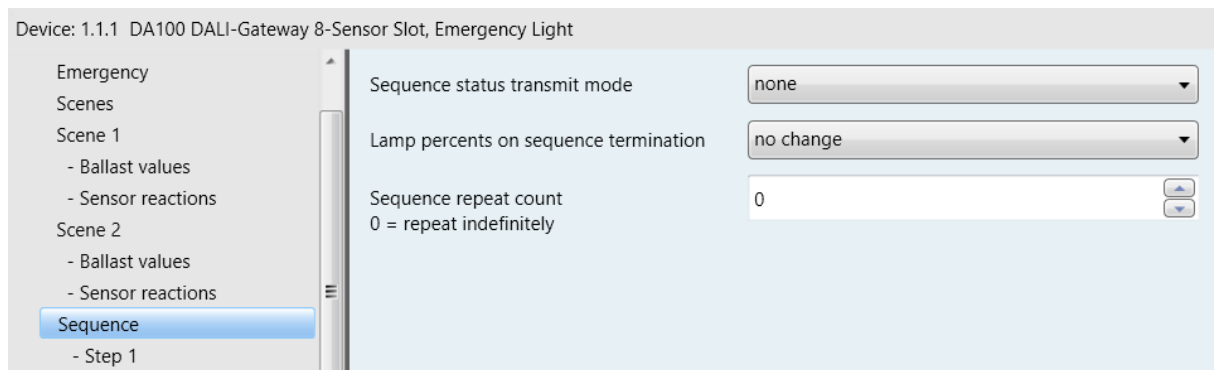 Device: 1.1.1 DA100 DALI-Gateway 8-Sensor Slot, Emergency Light
Emergency
Scenes
Scene 1
- Ballast values
- Sensor reactions
Scene 2
- Ballast values
- Sensor reactions
Sequence
- Step 1
Sequence status transmit mode
none
Lamp percents on sequence termination
no change
Sequence repeat count
0 = repeat indefinitely
0